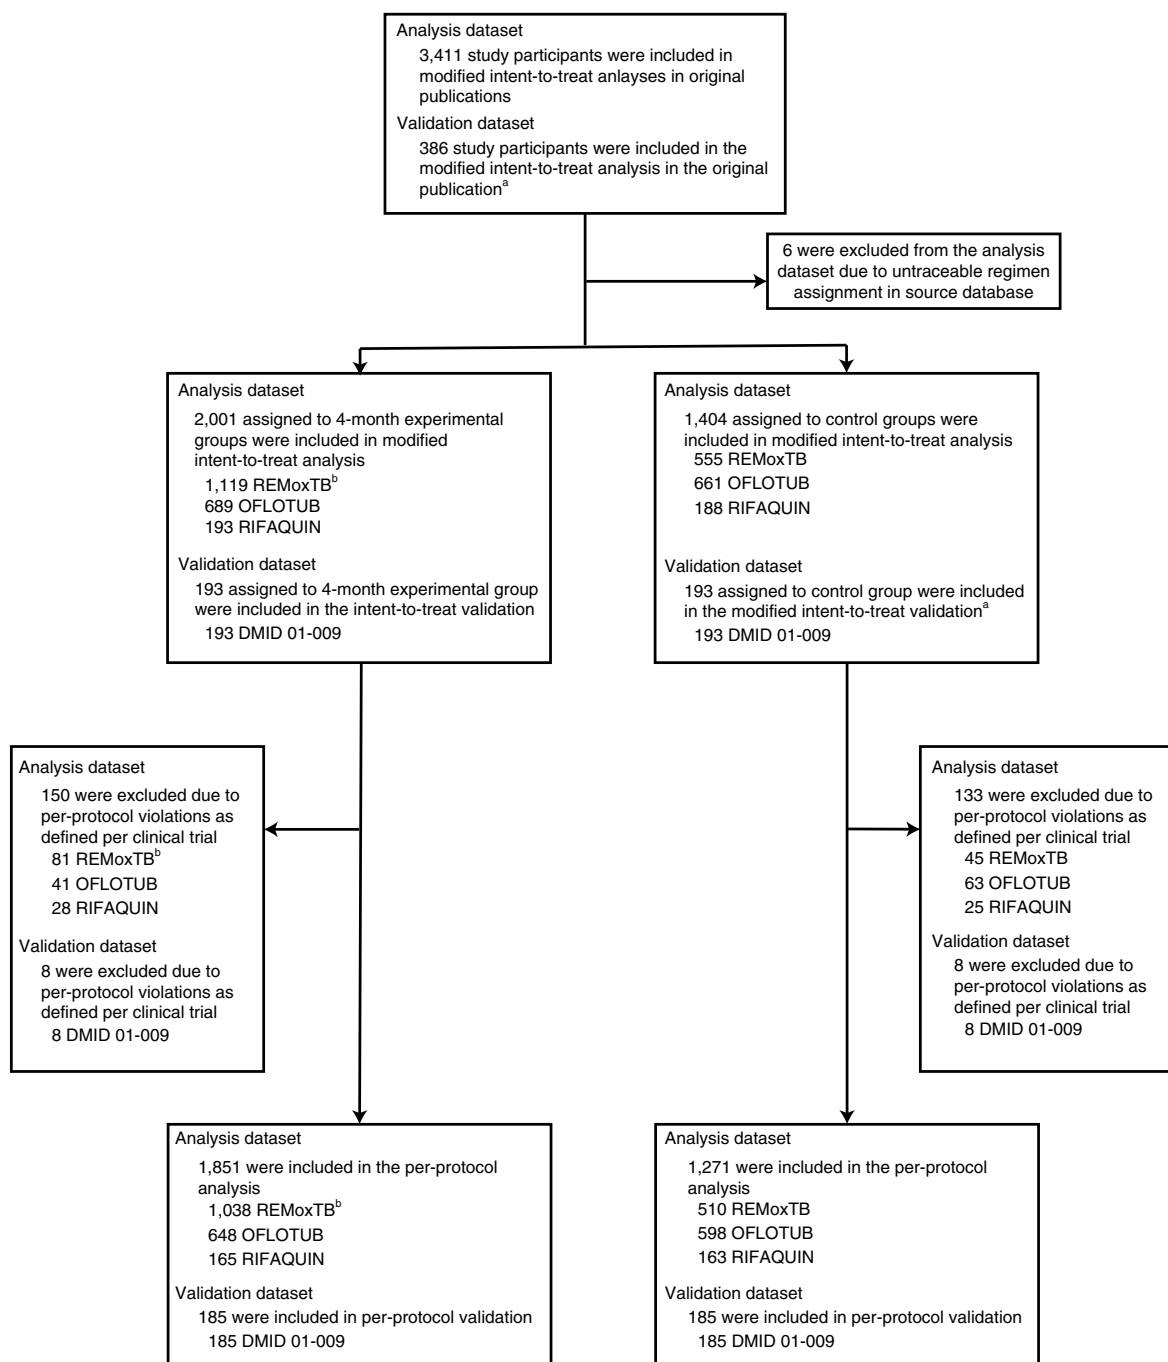 Analysis dataset
3,411 study participants were included in
modified intent-to-treat anlayses in original
publications
Validation dataset
386 study participants were included in the
modified intent-to-treat analysis in the original
publicationᵃ
6 were excluded from the analysis
dataset due to untraceable regimen
assignment in source database
Analysis dataset
2,001 assigned to 4-month experimental
groups were included in modified
intent-to-treat analysis
1,119 REMoxTBᵇ
689 OFLOTUB
193 RIFAQUIN
Validation dataset
193 assigned to 4-month experimental group
were included in the intent-to-treat validation
193 DMID 01-009
Analysis dataset
1,404 assigned to control groups were
included in modified intent-to-treat analysis
555 REMoxTB
661 OFLOTUB
188 RIFAQUIN
Validation dataset
193 assigned to control group were included
in the modified intent-to-treat validationᵃ
193 DMID 01-009
Analysis dataset
150 were excluded due to
per-protocol violations as
defined per clinical trial
81 REMoxTBᵇ
41 OFLOTUB
28 RIFAQUIN
Validation dataset
8 were excluded due to
per-protocol violations as
defined per clinical trial
8 DMID 01-009
Analysis dataset
133 were excluded due to
per-protocol violations as
defined per clinical trial
45 REMoxTB
63 OFLOTUB
25 RIFAQUIN
Validation dataset
8 were excluded due to
per-protocol violations as
defined per clinical trial
8 DMID 01-009
Analysis dataset
1,851 were included in the per-protocol
analysis
1,038 REMoxTBᵇ
648 OFLOTUB
165 RIFAQUIN
Validation dataset
185 were included in per-protocol validation
185 DMID 01-009
Analysis dataset
1,271 were included in the per-protocol
analysis
510 REMoxTB
598 OFLOTUB
163 RIFAQUIN
Validation dataset
185 were included in per-protocol validation
185 DMID 01-009